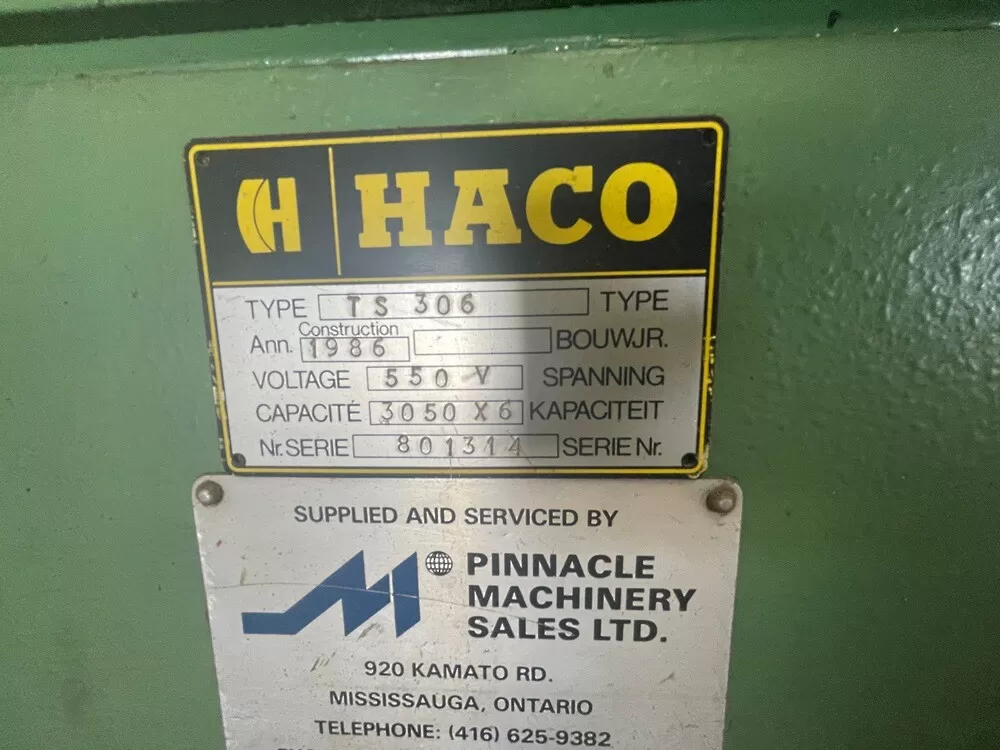 H HACO
TYPE TS 306 TYPE
Construction
Ann. 1986 BOUWJR.
VOLTAGE 550 V SPANNING
CAPACITÉ 3050 X 6 KAPACITEIT
Nr. SERIE 801314 SERIE Nr.
SUPPLIED AND SERVICED BY
PINNACLE
MACHINERY
SALES LTD.
920 KAMATO RD.
MISSISSAUGA, ONTARIO
TELEPHONE: (416) 625-9382